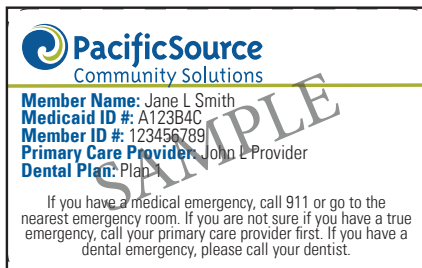 PacificSource
Community Solutions
Member Name: Jane L Smith
Medicaid ID #: A123B4C
Member ID #: 123456789
Primary Care Provider: John L Provider
Dental Plan: Plan 1
SAMPLE
If you have a medical emergency, call 911 or go to the
nearest emergency room. If you are not sure if you have a true
emergency, call your primary care provider first. If you have a
dental emergency, please call your dentist.